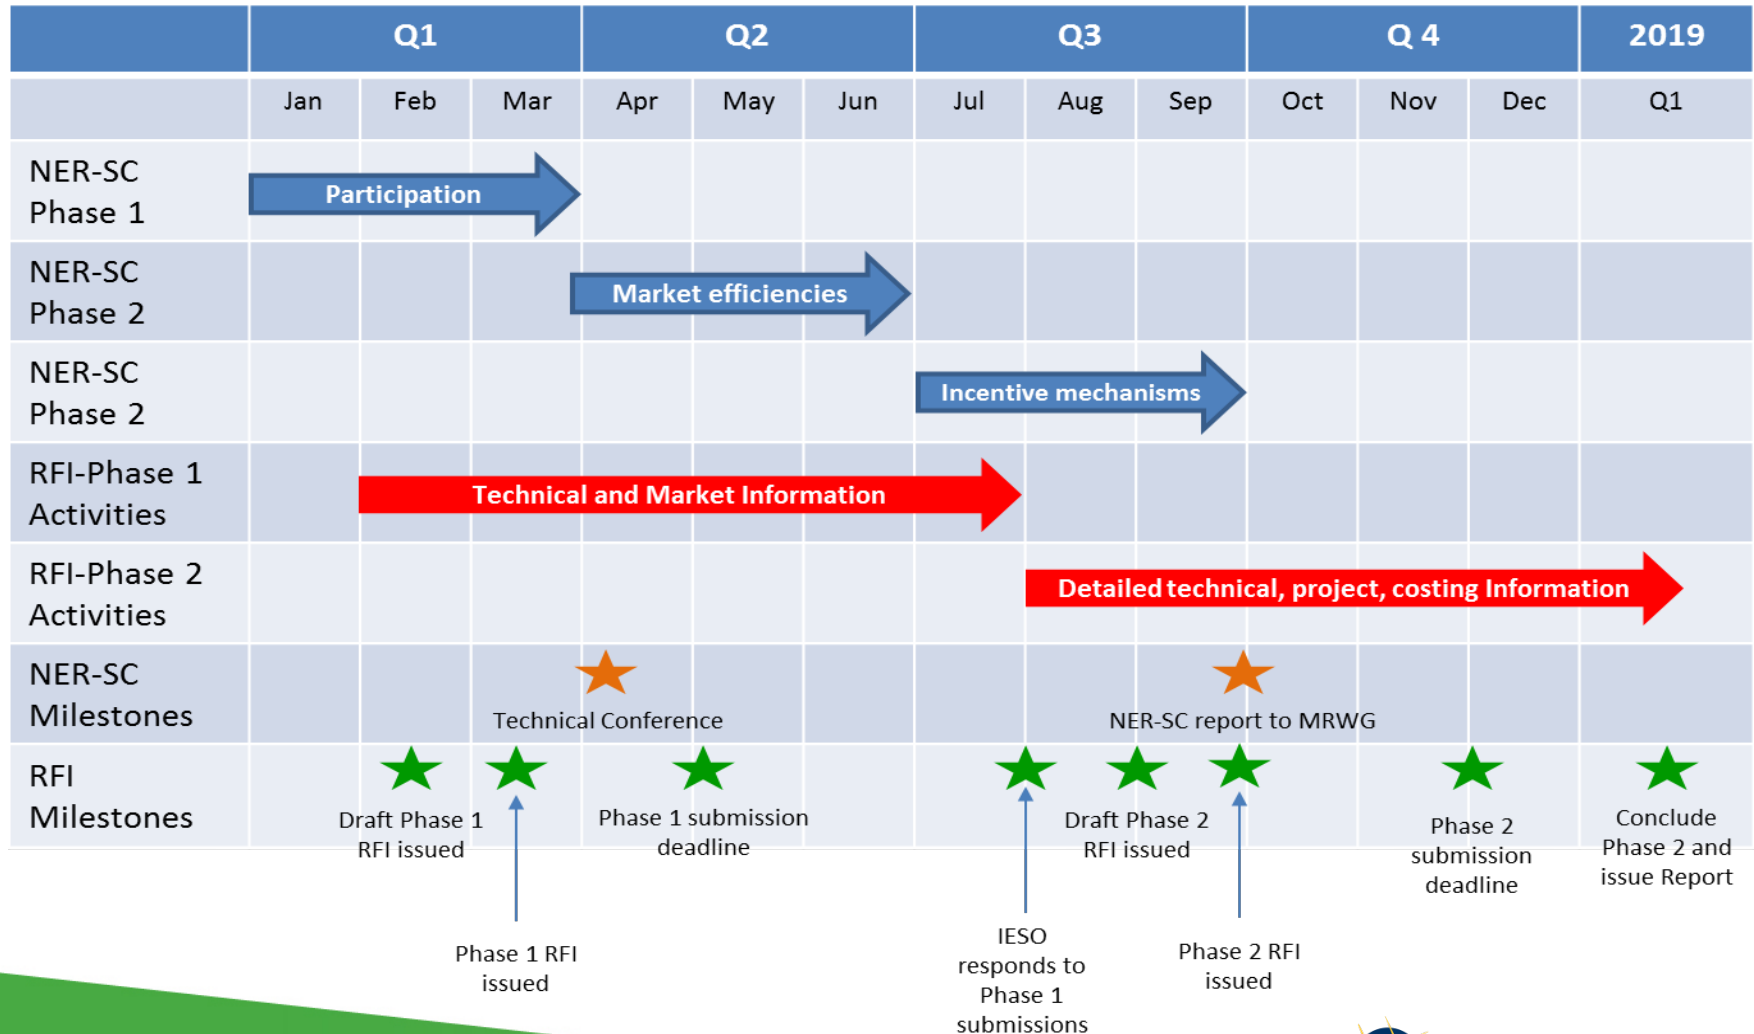 Q1 Q2 Q3 Q 4 2019
Jan Feb Mar Apr May Jun Jul Aug Sep Oct Nov Dec Q1
NER-SC
Phase 1
Participation
NER-SC
Phase 2
Market efficiencies
NER-SC
Phase 2
Incentive mechanisms
RFI-Phase 1
Activities
Technical and Market Information
RFI-Phase 2
Activities
Detailed technical, project, costing Information
NER-SC
Milestones
Technical Conference
NER-SC report to MRWG
RFI
Milestones
Draft Phase 1
RFI issued
Phase 1 RFI
issued
Phase 1 submission
deadline
IESO
responds to
Phase 1
submissions
Draft Phase 2
RFI issued
Phase 2 RFI
issued
Phase 2
submission
deadline
Conclude
Phase 2 and
issue Report